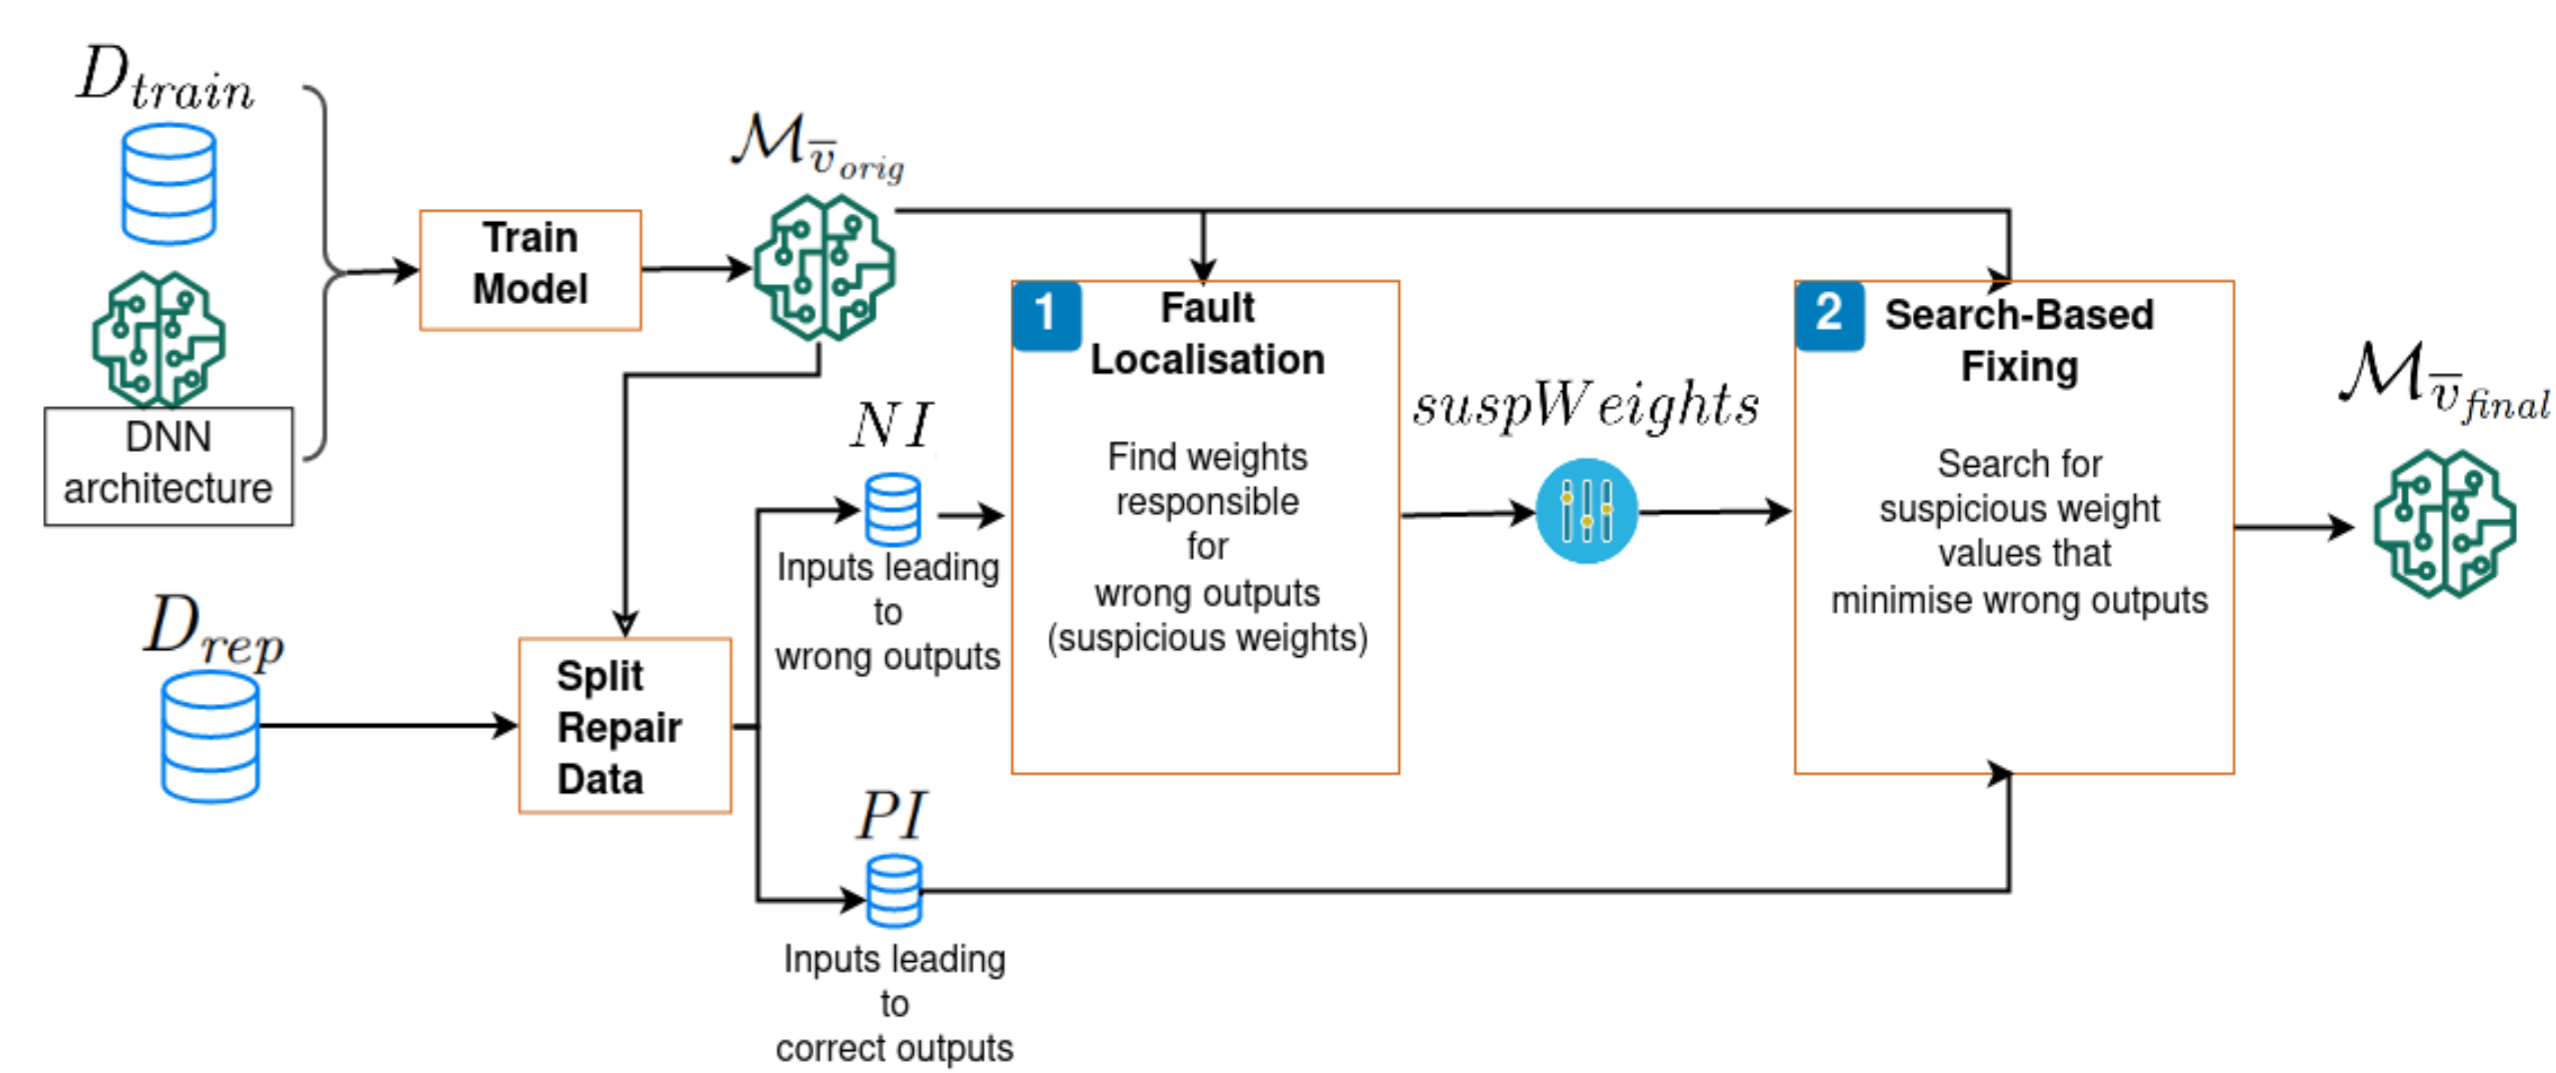 D_train
DNN
architecture
Train
Model
M_v̅_orig
D_rep
Split
Repair
Data
NI
Inputs leading
to
wrong outputs
PI
Inputs leading
to
correct outputs
1
Fault
Localisation
Find weights
responsible
for
wrong outputs
(suspicious weights)
suspWeights
2
Search-Based
Fixing
Search for
suspicious weight
values that
minimise wrong outputs
M_v̅_final